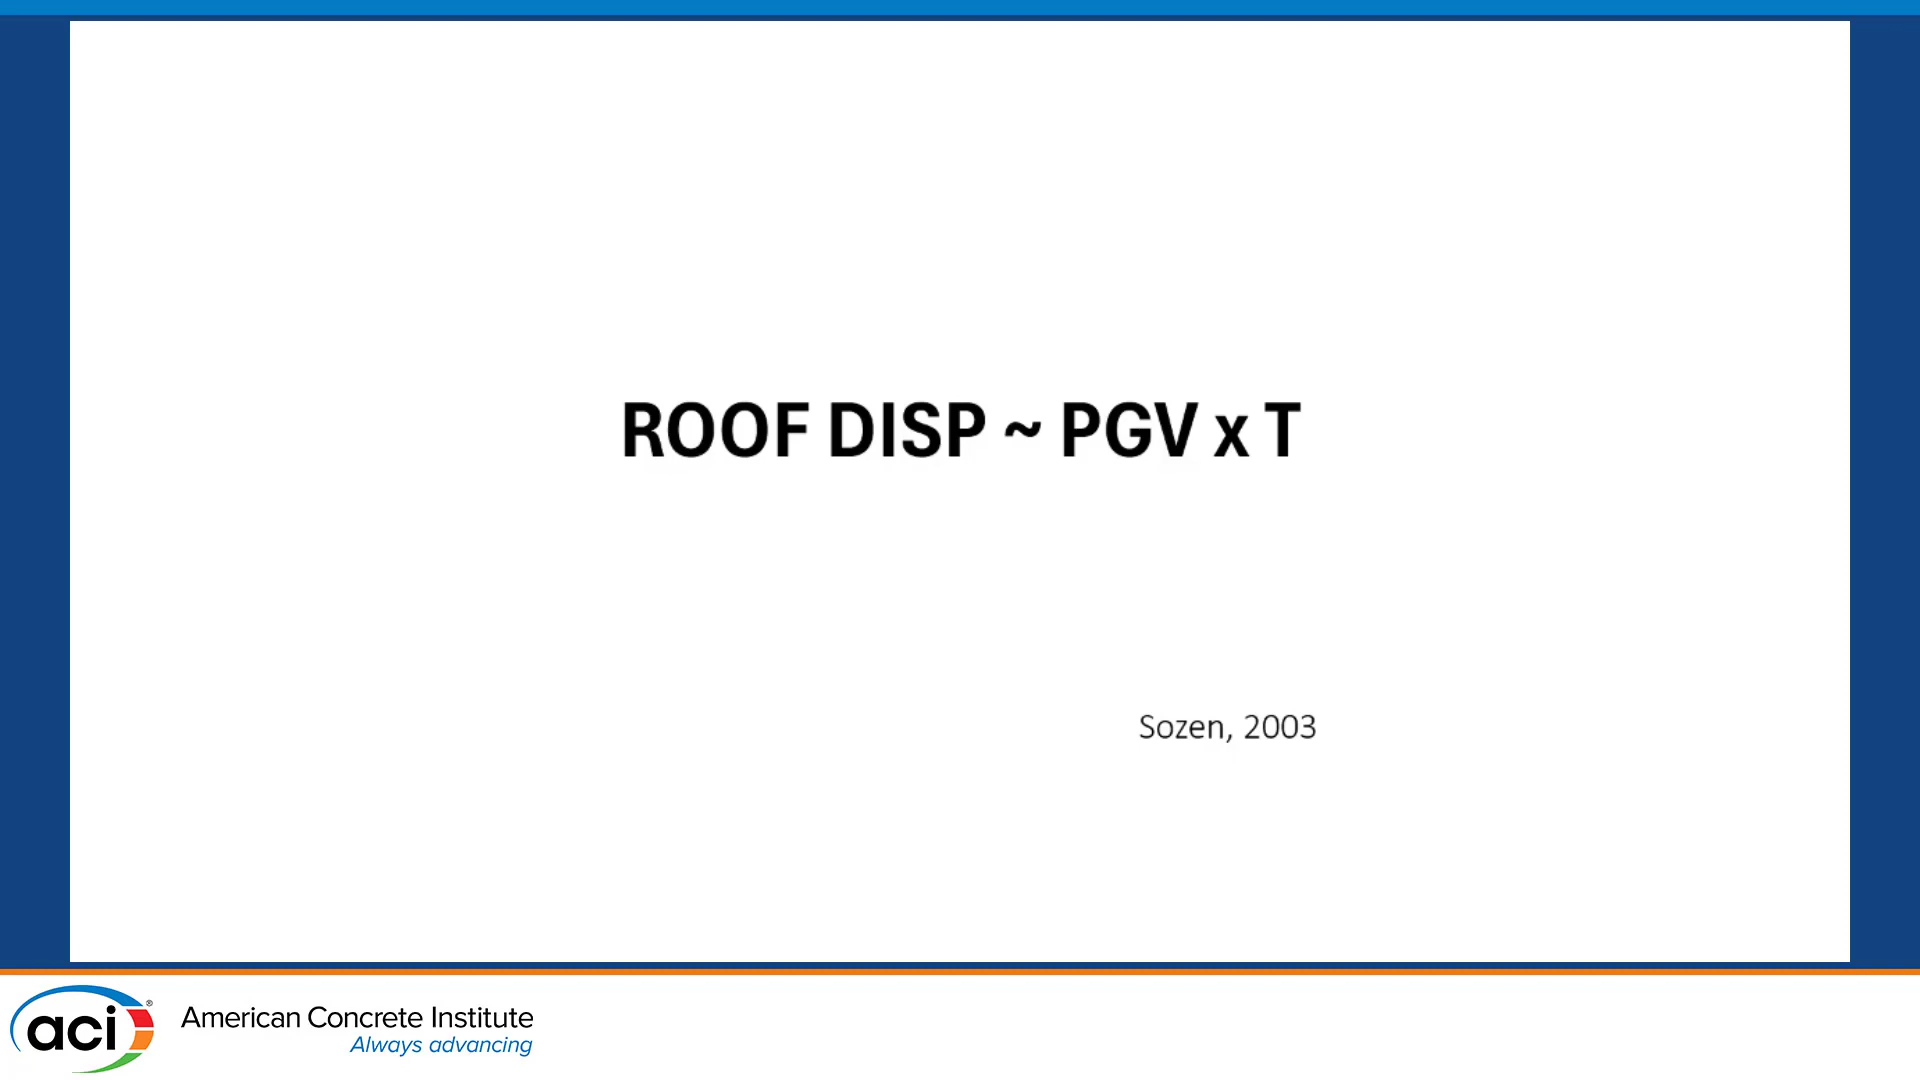 ROOF DISP ~ PGV x T
Sozen, 2003
aci®
American Concrete Institute
Always advancing